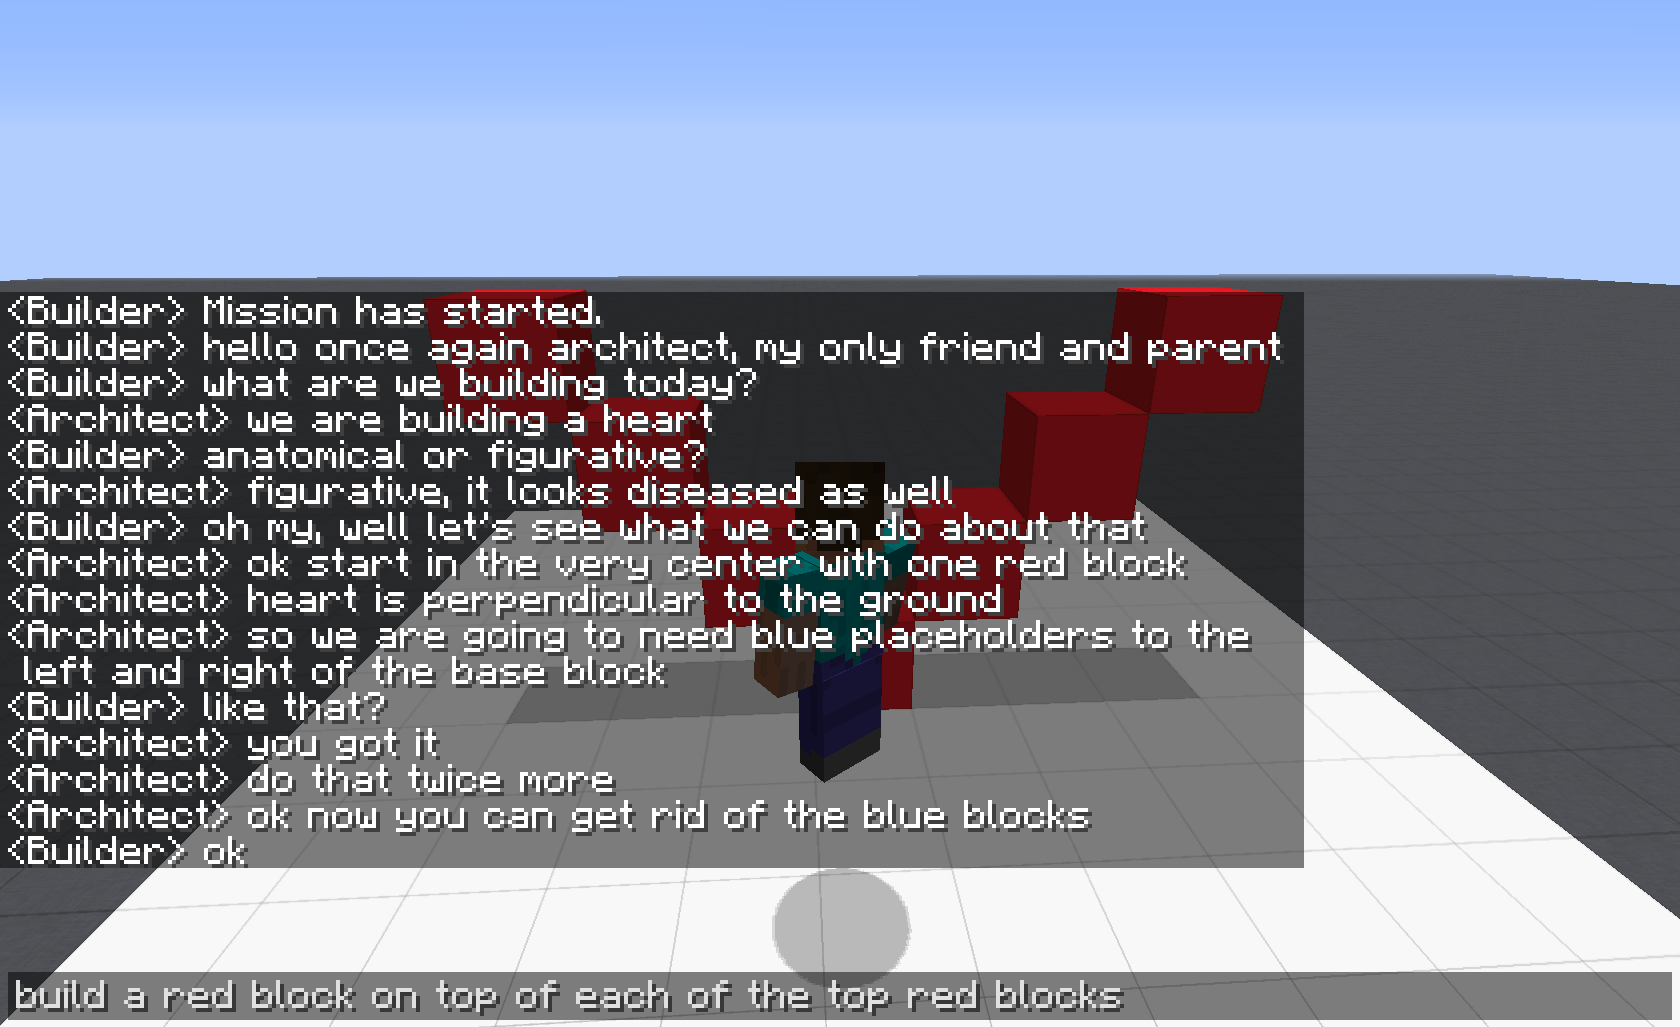 <Builder> Mission has started.
<Builder> hello once again architect, my only friend and parent
<Builder> what are we building today?
<Architect> we are building a heart
<Builder> anatomical or figurative?
<Architect> figurative, it looks diseased as well
<Builder> oh my, well let's see what we can do about that
<Architect> ok start in the very center with one red block
<Architect> heart is perpendicular to the ground
<Architect> so we are going to need blue placeholders to the
left and right of the base block
<Builder> like that?
<Architect> you got it
<Architect> do that twice more
<Architect> ok now you can get rid of the blue blocks
<Builder> ok
build a red block on top of each of the top red blocks